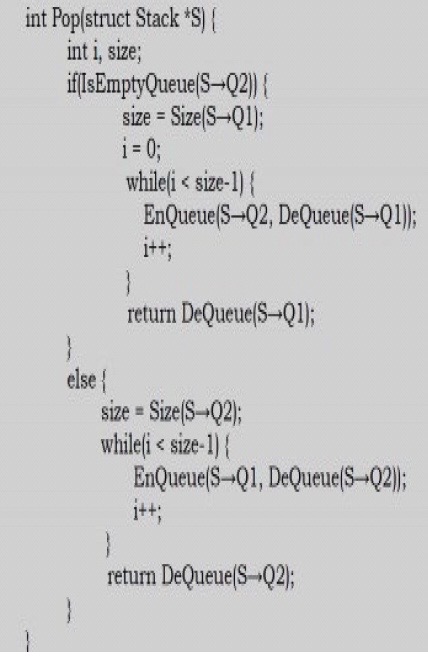 int Pop(struct Stack *S) {
int i, size;
if(IsEmptyQueue(S→Q2)) {
size = Size(S→Q1);
i = 0;
while(i < size-1) {
EnQueue(S→Q2, DeQueue(S→Q1));
i++;
}
return DeQueue(S→Q1);
}
else {
size = Size(S→Q2);
while(i < size-1) {
EnQueue(S→Q1, DeQueue(S→Q2));
i++;
}
return DeQueue(S→Q2);
}
}